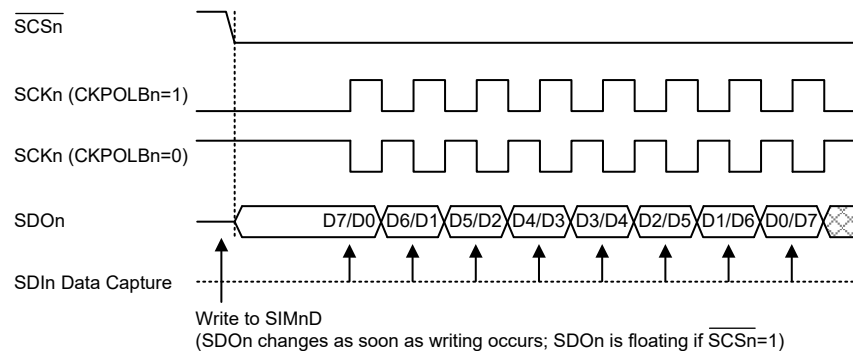 SCSn
SCKn (CKPOLBn=1)
SCKn (CKPOLBn=0)
SDOn D7/D0 D6/D1 D5/D2 D4/D3 D3/D4 D2/D5 D1/D6 D0/D7
SDIn Data Capture
Write to SIMnD
(SDOn changes as soon as writing occurs; SDOn is floating if SCSn=1)